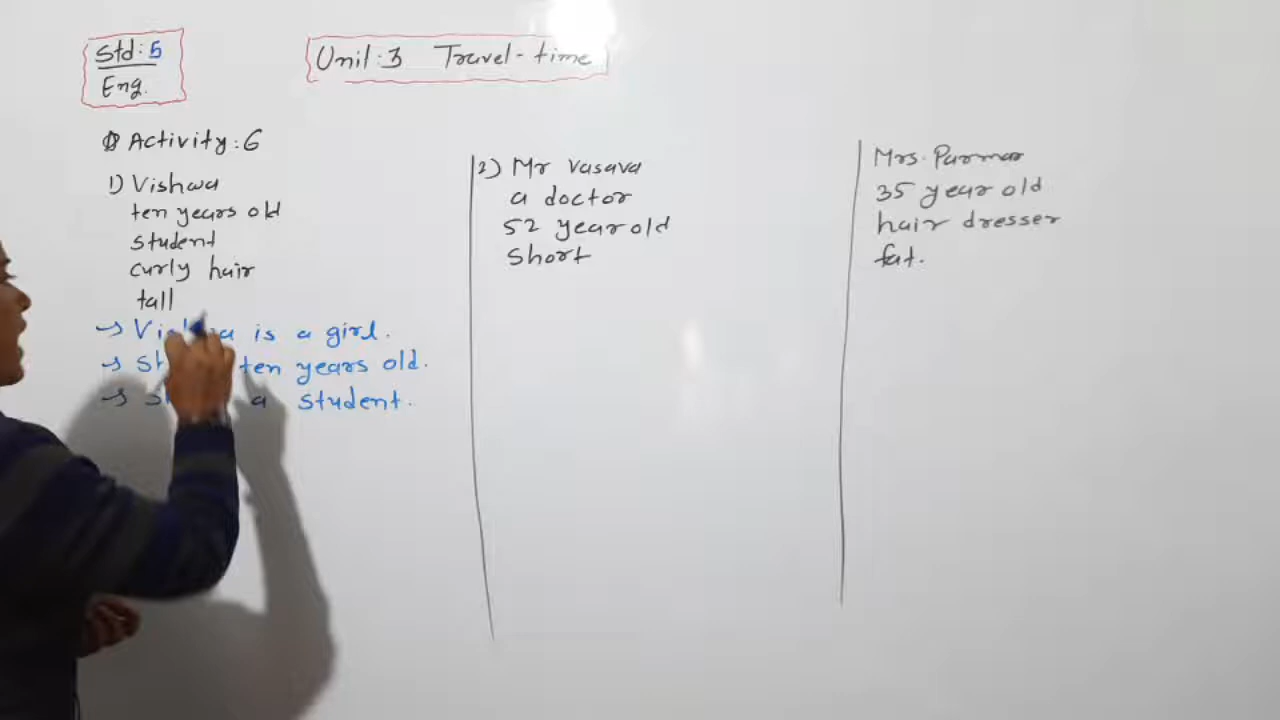 Std: 5
Eng.
Unit: 3 Travel-time
Activity: 6
1) Vishwa
ten years old
student
curly hair
tall
→ is a girl.
→ ten years old.
→ a student.
2) Mr Vasava
a doctor
52 year old
short
Mrs. Parmar
35 year old
hair dresser
fat.